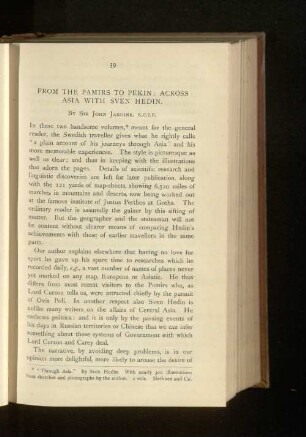 39
FROM THE PAMIRS TO PEKIN: ACROSS
ASIA WITH SVEN HEDIN.
BY SIR JOHN JARDINE, K.C.I.E.
IN these two handsome volumes,* meant for the general
reader, the Swedish traveller gives what he rightly calls
"a plain account of his journeys through Asia" and his
more memorable experiences. The style is picturesque as
well as clear; and thus in keeping with the illustrations
that adorn the pages. Details of scientific research and
linguistic discoveries are left for later publication, along
with the 121 yards of map-sheets, showing 6,520 miles of
marches in mountains and deserts, now being worked out
at the famous institute of Justus Perthes at Gotha. The
ordinary reader is assuredly the gainer by this sifting of
matter. But the geographer and the statesman will not
be content without clearer means of comparing Hedin's
achievements with those of earlier travellers in the same
parts.
Our author explains elsewhere that having no love for
sport he gave up his spare time to researches which he
recorded daily, e.g., a vast number of names of places never
yet marked on any map, European or Asiatic. He thus
differs from most recent visitors to the Pamirs who, as
Lord Curzon tells us, were attracted chiefly by the pursuit
of Ovis Poli. In another respect also Sven Hedin is
unlike many writers on the affairs of Central Asia. He
eschews politics: and it is only by the passing events of
his days in Russian territories or Chinese that we can infer
something about those systems of Government with which
Lord Curzon and Carey deal.
The narrative, by avoiding deep problems, is in our
opinion more delightful, more likely to arouse the desire of
* "Through Asia." By Sven Hedin. With nearly 300 illustrations
from sketches and photographs by the author. 2 vols. Methuen and Co.